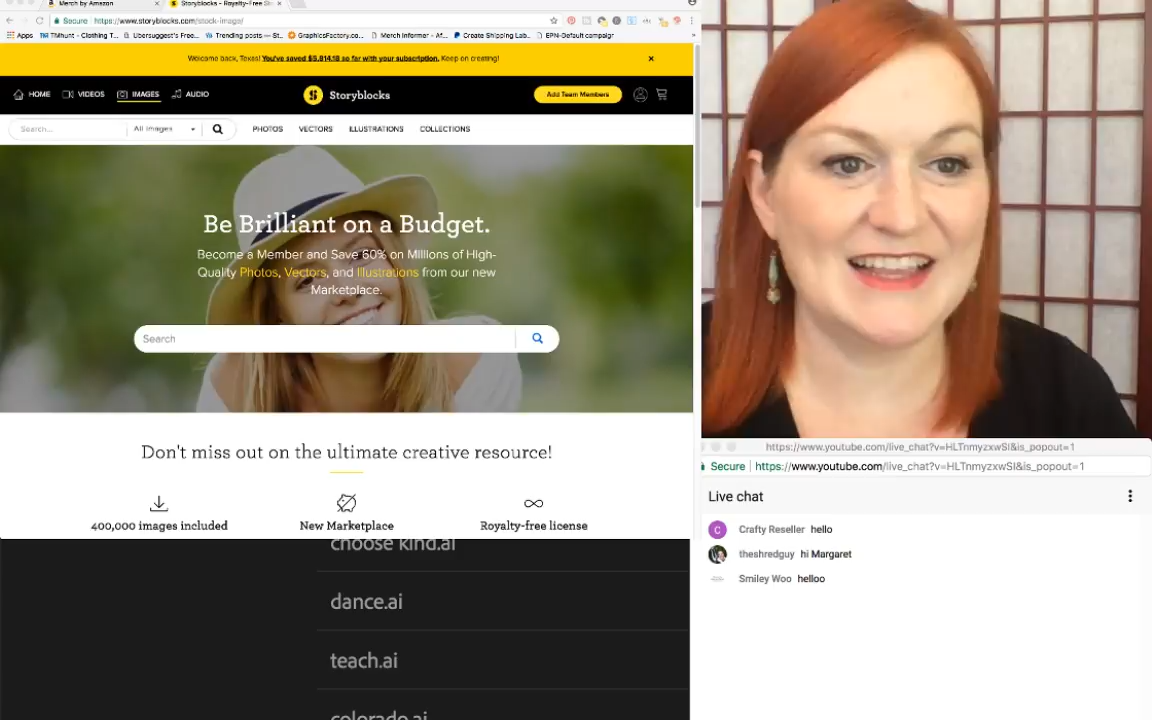 Merch by Amazon
Storyblocks - Royalty-Free St
Secure https://www.storyblocks.com/stock-image/
Apps TMhunt - Clothing T... Ubersuggest's Free... Trending posts — St... GraphicsFactory.co... Merch Informer - Af... Create Shipping Lab.. EPN-Default campaign »
Welcome back, Texas! You've saved $5,814.18 so far with your subscription. Keep on creating!
HOME VIDEOS IMAGES AUDIO Storyblocks Add Team Members
Search... All Images PHOTOS VECTORS ILLUSTRATIONS COLLECTIONS
Be Brilliant on a Budget.
Become a Member and Save 60% on Millions of High-
Quality Photos, Vectors, and Illustrations from our new
Marketplace.
Search
Don't miss out on the ultimate creative resource!
400,000 images included New Marketplace Royalty-free license
choose kind.ai
dance.ai
teach.ai
colorado.ai
https://www.youtube.com/live_chat?v=HLTnmyzxwSI&is_popout=1
Secure https://www.youtube.com/live_chat?v=HLTnmyzxwSI&is_popout=1
Live chat
C Crafty Reseller hello
theshredguy hi Margaret
Smiley Woo helloo